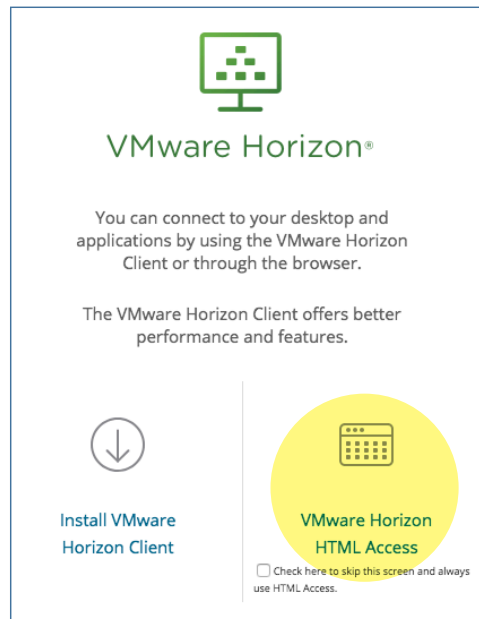 VMware Horizon®
You can connect to your desktop and
applications by using the VMware Horizon
Client or through the browser.
The VMware Horizon Client offers better
performance and features.
Install VMware
Horizon Client
VMware Horizon
HTML Access
Check here to skip this screen and always
use HTML Access.